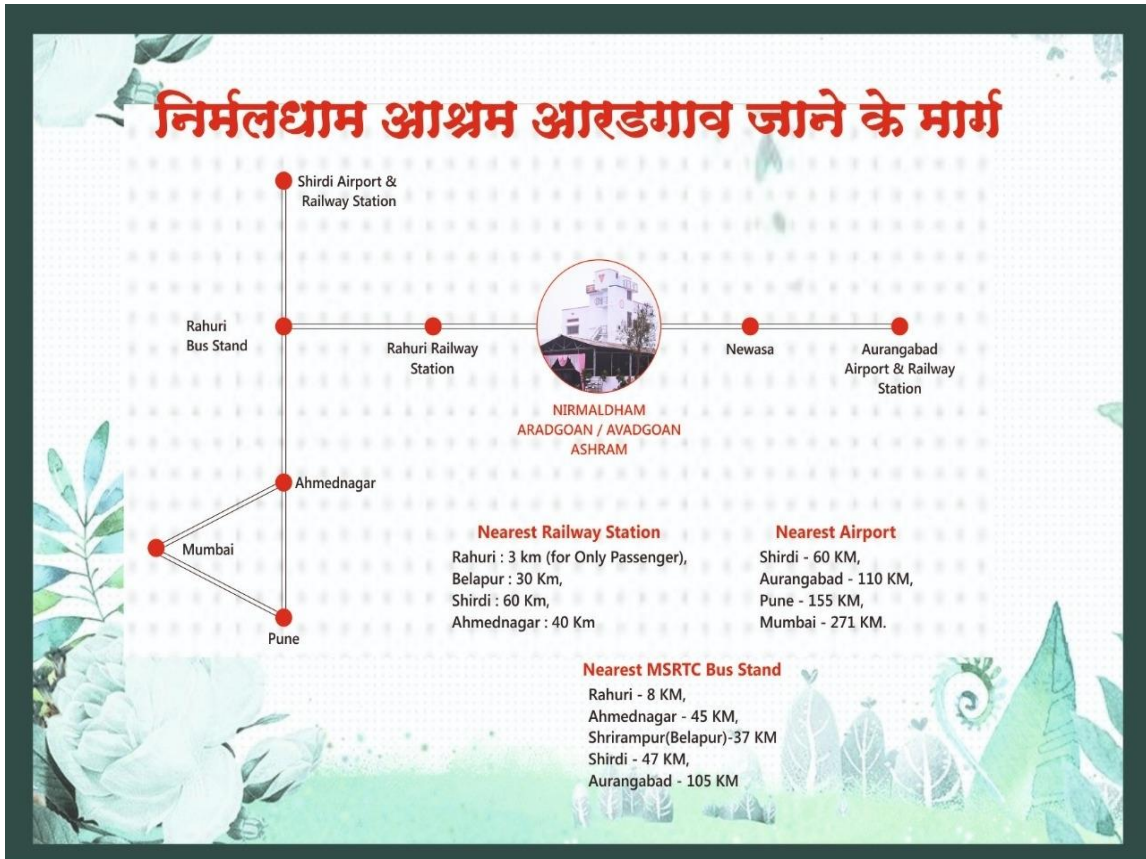 निर्मलधाम आश्रम आरडगाव जाने के मार्ग
Shirdi Airport &
Railway Station
Rahuri
Bus Stand
Rahuri Railway
Station
Newasa
Aurangabad
Airport & Railway
Station
NIRMALDHAM
ARADGOAN / AVADGOAN
ASHRAM
Ahmednagar
Mumbai
Pune
Nearest Railway Station
Rahuri : 3 km (for Only Passenger),
Belapur : 30 Km,
Shirdi : 60 Km,
Ahmednagar : 40 Km
Nearest Airport
Shirdi - 60 KM,
Aurangabad - 110 KM,
Pune - 155 KM,
Mumbai - 271 KM.
Nearest MSRTC Bus Stand
Rahuri - 8 KM,
Ahmednagar - 45 KM,
Shrirampur(Belapur)-37 KM
Shirdi - 47 KM,
Aurangabad - 105 KM